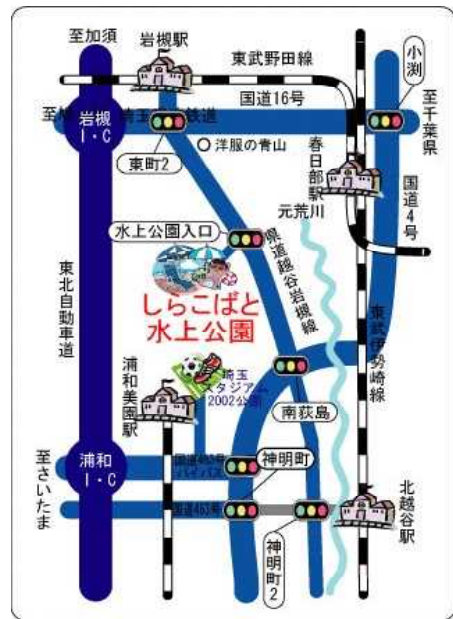 至加須
岩槻駅
東武野田線
小渕
国道16号
岩槻
I・C
鉄道
至千葉県
東町2
洋服の青山
春日部駅
元荒川
国道4号
水上公園入口
県道越谷岩槻線
しらこばと
水上公園
東北自動車道
東武伊勢崎線
浦和美園駅
埼玉
スタジアム
2002公園
南荻島
浦和
I・C
国道463号
バイパス
神明町
至さいたま
国道463号
北越谷駅
神明町2